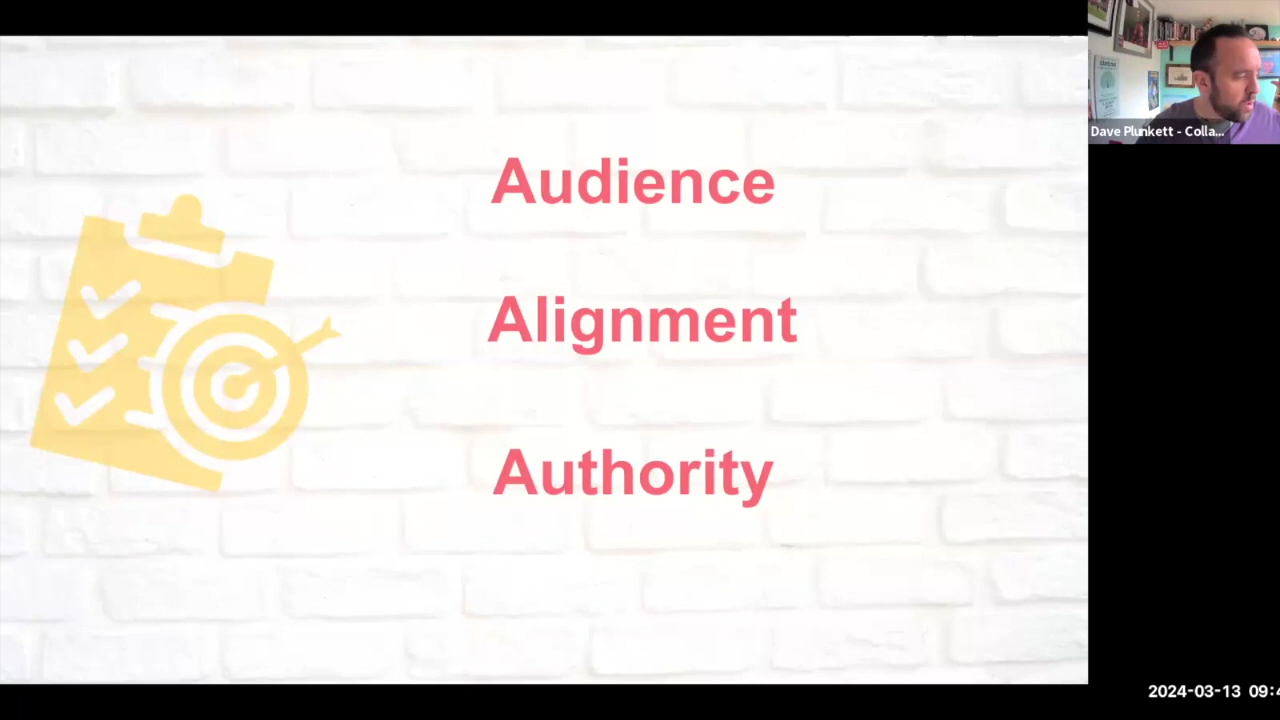 Audience
Alignment
Authority
Dave Plunkett - Colla...
2024-03-13 09:4